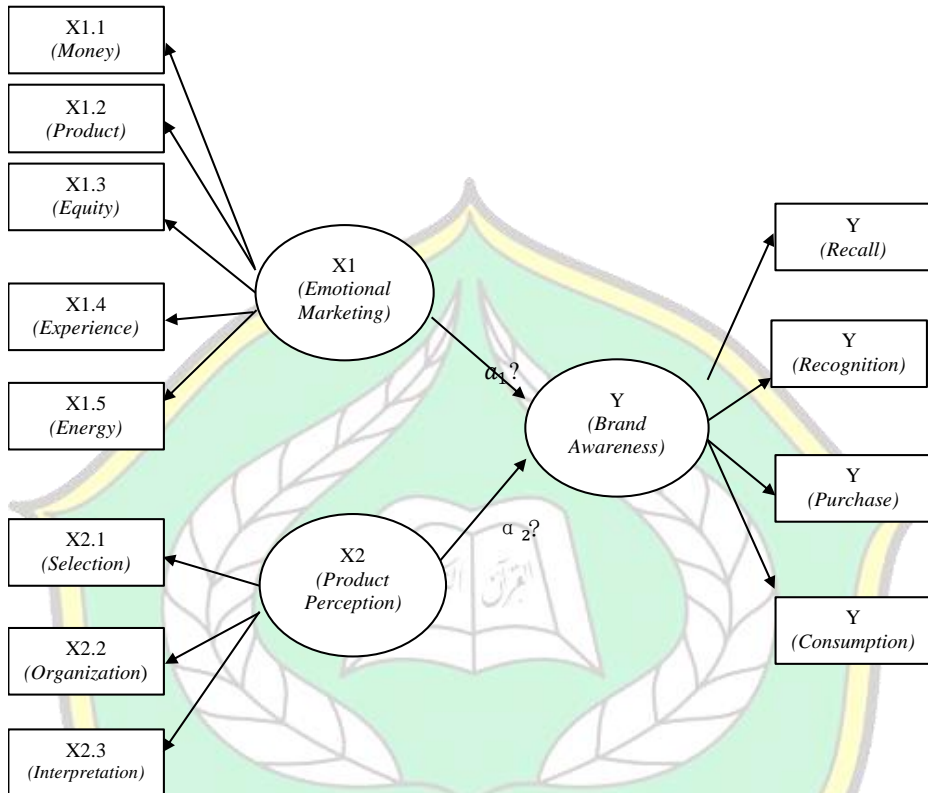 X1.1
(Money)
X1.2
(Product)
X1.3
(Equity)
X1.4
(Experience)
X1.5
(Energy)
X2.1
(Selection)
X2.2
(Organization)
X2.3
(Interpretation)
X1
(Emotional
Marketing)
X2
(Product
Perception)
α₁?
α ₂?
Y
(Brand
Awareness)
Y
(Recall)
Y
(Recognition)
Y
(Purchase)
Y
(Consumption)